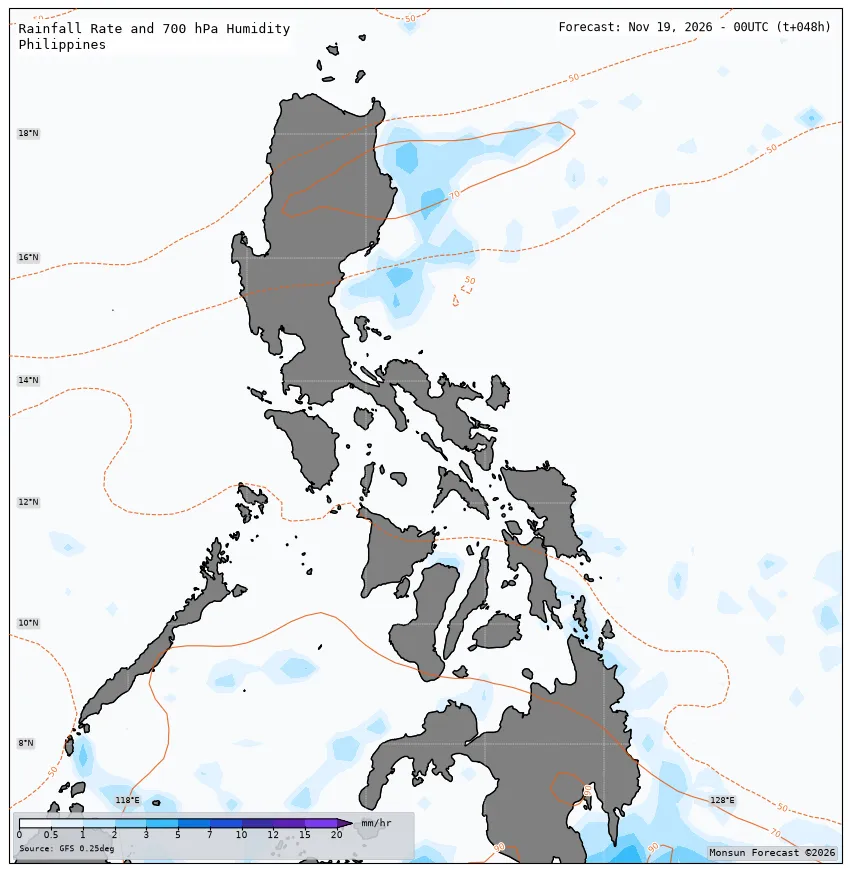 Rainfall Rate and 700 hPa Humidity
Philippines
Forecast: Nov 19, 2026 - 00UTC (t+048h)
50
50
50
50
50
50
70
70
70
90
90
18°N
16°N
14°N
12°N
10°N
8°N
118°E
128°E
0 0.5 1 2 3 5 7 10 12 15 20 mm/hr
Source: GFS 0.25deg
Monsun Forecast ©2026